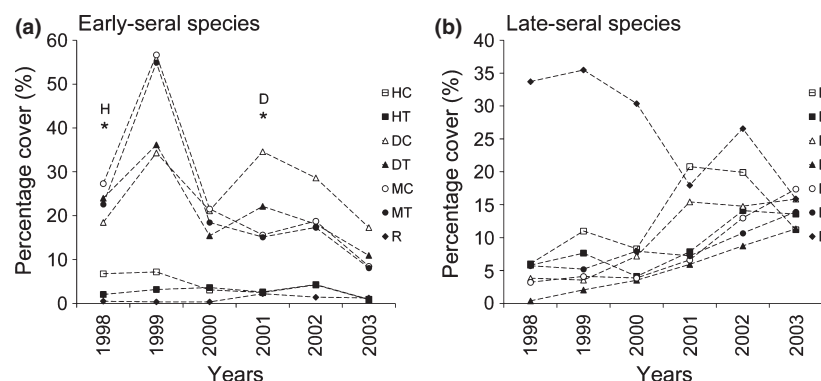 (a) Early-seral species
Percentage cover (%)
60
50
40
30
20
10
0
H
*
D
*
HC
HT
DC
DT
MC
MT
R
1998
1999
2000
2001
2002
2003
Years
(b) Late-seral species
Percentage cover (%)
40
35
30
25
20
15
10
5
0
1998
1999
2000
2001
2002
2003
Years